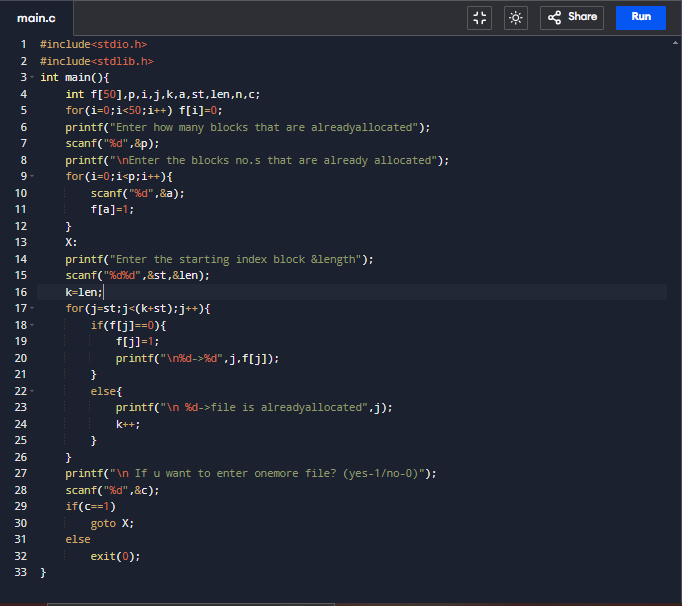 main.c
Share
Run
1 #include<stdio.h>
2 #include<stdlib.h>
3 int main(){
4 int f[50],p,i,j,k,a,st,len,n,c;
5 for(i=0;i<50;i++) f[i]=0;
6 printf("Enter how many blocks that are alreadyallocated");
7 scanf("%d",&p);
8 printf("\nEnter the blocks no.s that are already allocated");
9 for(i=0;i<p;i++){
10 scanf("%d",&a);
11 f[a]=1;
12 }
13 X:
14 printf("Enter the starting index block &length");
15 scanf("%d%d",&st,&len);
16 k=len;
17 for(j=st;j<(k+st);j++){
18 if(f[j]==0){
19 f[j]=1;
20 printf("\n%d->%d",j,f[j]);
21 }
22 else{
23 printf("\n %d->file is alreadyallocated",j);
24 k++;
25 }
26 }
27 printf("\n If u want to enter onemore file? (yes-1/no-0)");
28 scanf("%d",&c);
29 if(c==1)
30 goto X;
31 else
32 exit(0);
33 }